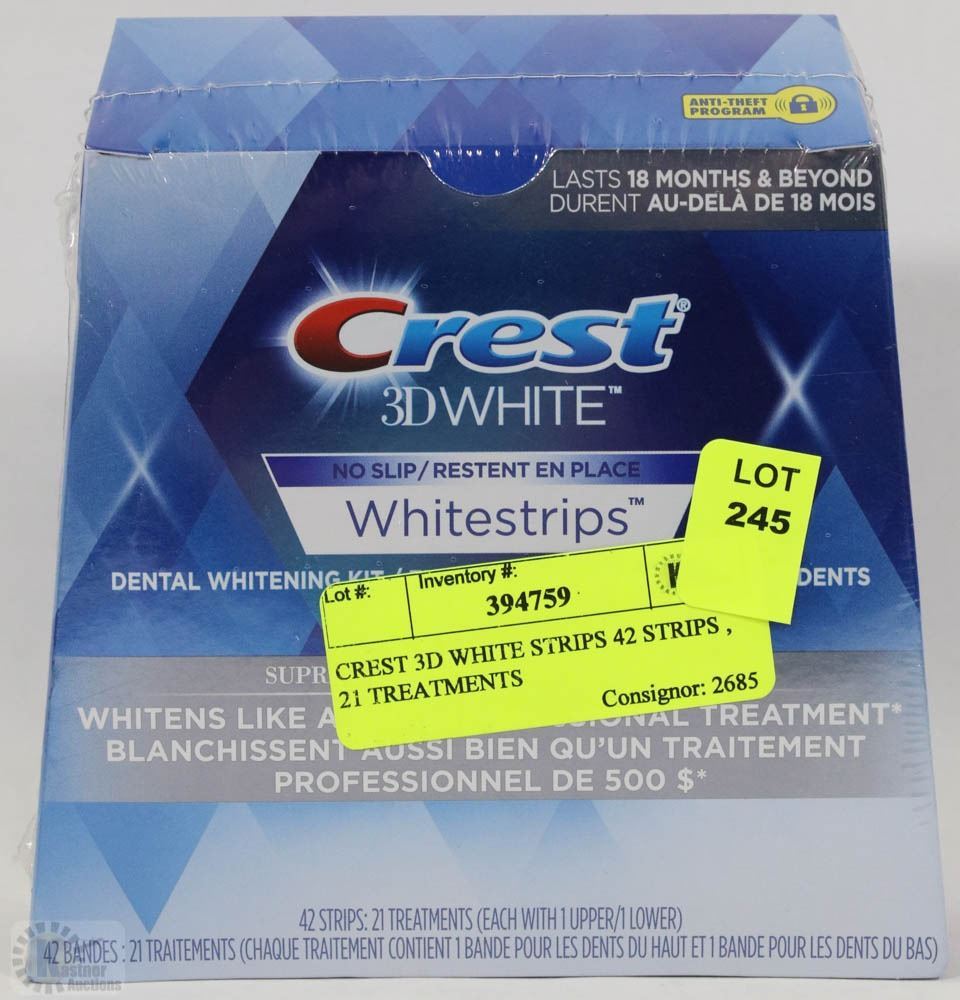 ANTI-THEFT
PROGRAM
LASTS 18 MONTHS & BEYOND
DURENT AU-DELÀ DE 18 MOIS
Crest®
3DWHITE™
NO SLIP/RESTENT EN PLACE
Whitestrips™
LOT
245
DENTAL WHITENING KIT / DENTS
Lot #: Inventory #:
394759
CREST 3D WHITE STRIPS 42 STRIPS ,
21 TREATMENTS
Consignor: 2685
WHITENS LIKE A TREATMENT*
BLANCHISSENT AUSSI BIEN QU'UN TRAITEMENT
PROFESSIONNEL DE 500 $*
42 STRIPS: 21 TREATMENTS (EACH WITH 1 UPPER/1 LOWER)
42 BANDES : 21 TRAITEMENTS (CHAQUE TRAITEMENT CONTIENT 1 BANDE POUR LES DENTS DU HAUT ET 1 BANDE POUR LES DENTS DU BAS)
Kastner
Auctions